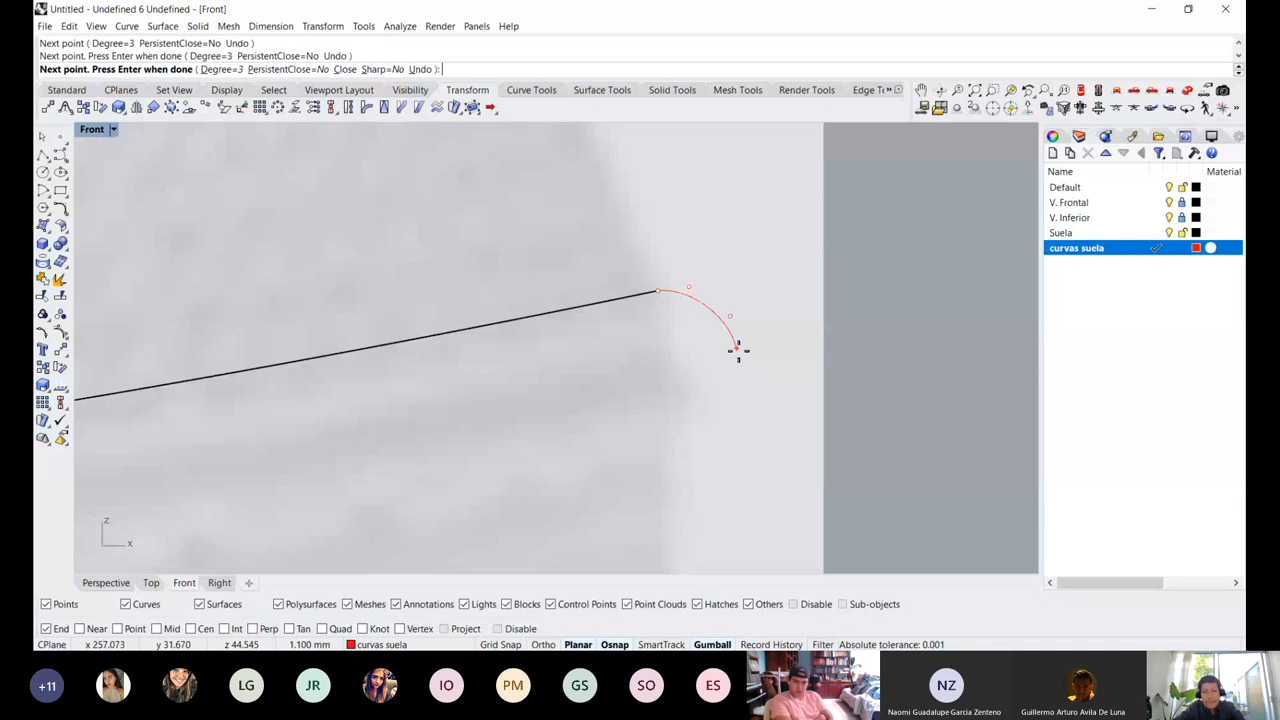 Untitled - Undefined 6 Undefined - [Front]
File Edit View Curve Surface Solid Mesh Dimension Transform Tools Analyze Render Panels Help
Next point ( Degree=3 PersistentClose=No Undo )
Next point. Press Enter when done ( Degree=3 PersistentClose=No Undo )
Next point. Press Enter when done ( Degree=3 PersistentClose=No Close Sharp=No Undo ):
Standard CPlanes Set View Display Select Viewport Layout Visibility Transform Curve Tools Surface Tools Solid Tools Mesh Tools Render Tools Edge T
Front
Name Material
Default
V. Frontal
V. Inferior
Suela
curvas suela
z
x
Perspective Top Front Right
Points Curves Surfaces Polysurfaces Meshes Annotations Lights Blocks Control Points Point Clouds Hatches Others Disable Sub-objects
End Near Point Mid Cen Int Perp Tan Quad Knot Vertex Project Disable
CPlane x 257.073 y 31.670 z 44.545 1.100 mm curvas suela Grid Snap Ortho Planar Osnap SmartTrack Gumball Record History Filter Absolute tolerance: 0.001
+11 LG JR IO PM GS SO ES NZ
Naomi Guadalupe Garcia Zenteno Guillermo Arturo Avila De Luna